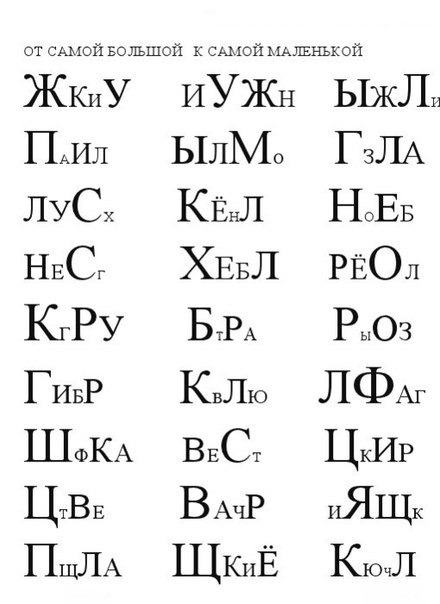 ОТ САМОЙ БОЛЬШОЙ К САМОЙ МАЛЕНЬКОЙ
ЖКиУ ИУЖН ЫЖЛИ
ПАИЛ ЫЛМО ГЗЛА
ЛУСХ КЁНЛ НОЕБ
НЕСГ ХЕБЛ РЁОЛ
КГРУ БТРА РЫОЗ
ГИБР КВЛЮ ЛФАГ
ШФКА ВЕСТ ЦКИР
ЦТВЕ ВАЧР ИЯЩК
ПЩЛА ЩКИЁ КЮЧЛ